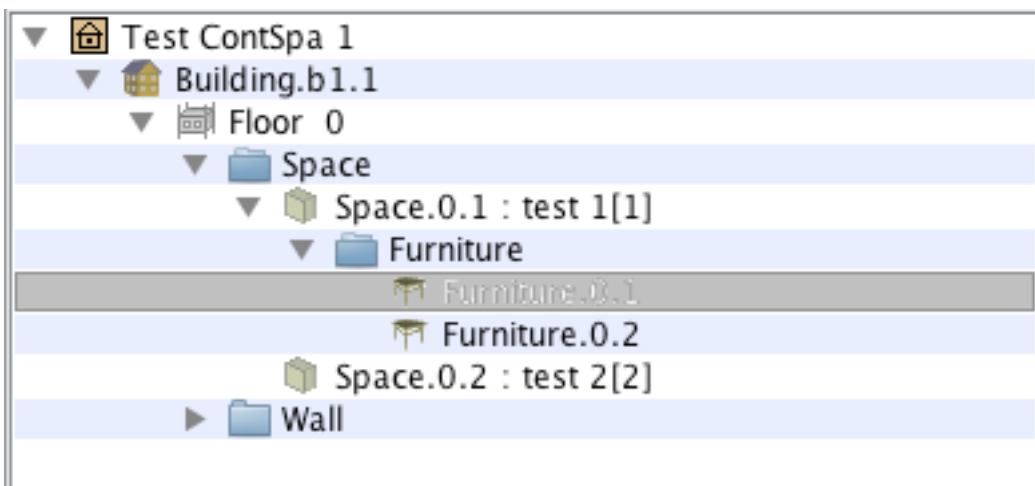 Test ContSpa 1
Building.b1.1
Floor 0
Space
Space.0.1 : test 1[1]
Furniture
Furniture.0.1
Furniture.0.2
Space.0.2 : test 2[2]
Wall